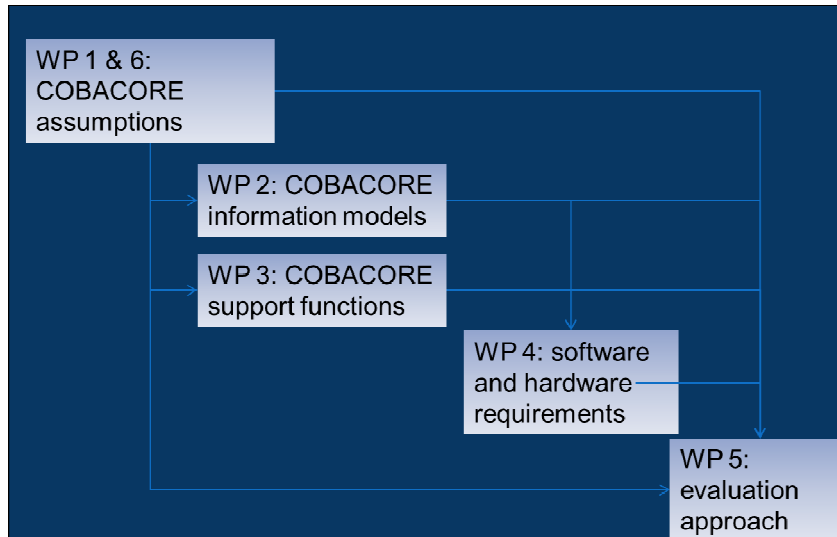 WP 1 & 6:
COBACORE
assumptions
WP 2: COBACORE
information models
WP 3: COBACORE
support functions
WP 4: software
and hardware
requirements
WP 5:
evaluation
approach